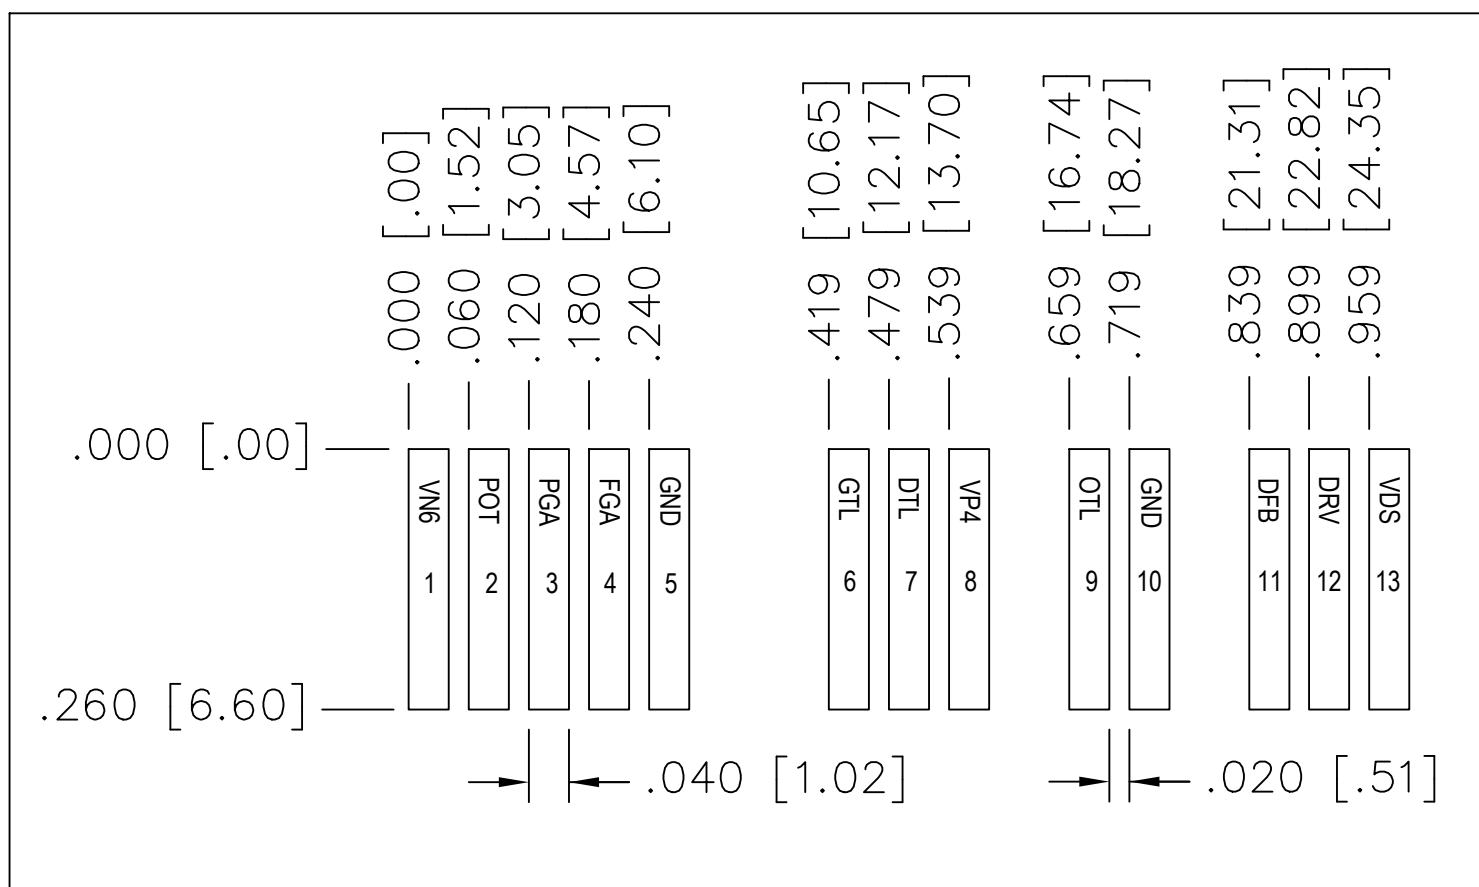 .000 [.00]
.060 [1.52]
.120 [3.05]
.180 [4.57]
.240 [6.10]
.419 [10.65]
.479 [12.17]
.539 [13.70]
.659 [16.74]
.719 [18.27]
.839 [21.31]
.899 [22.82]
.959 [24.35]
.000 [.00]
VN6
POT
PGA
FGA
GND
GTL
DTL
VP4
OTL
GND
DFB
DRV
VDS
1
2
3
4
5
6
7
8
9
10
11
12
13
.260 [6.60]
.040 [1.02]
.020 [.51]